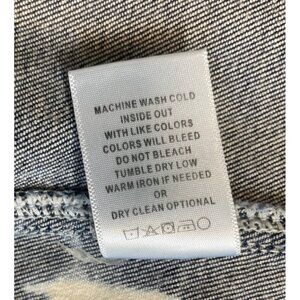 MACHINE WASH COLD
INSIDE OUT
WITH LIKE COLORS
COLORS WILL BLEED
DO NOT BLEACH
TUMBLE DRY LOW
WARM IRON IF NEEDED
OR
DRY CLEAN OPTIONAL